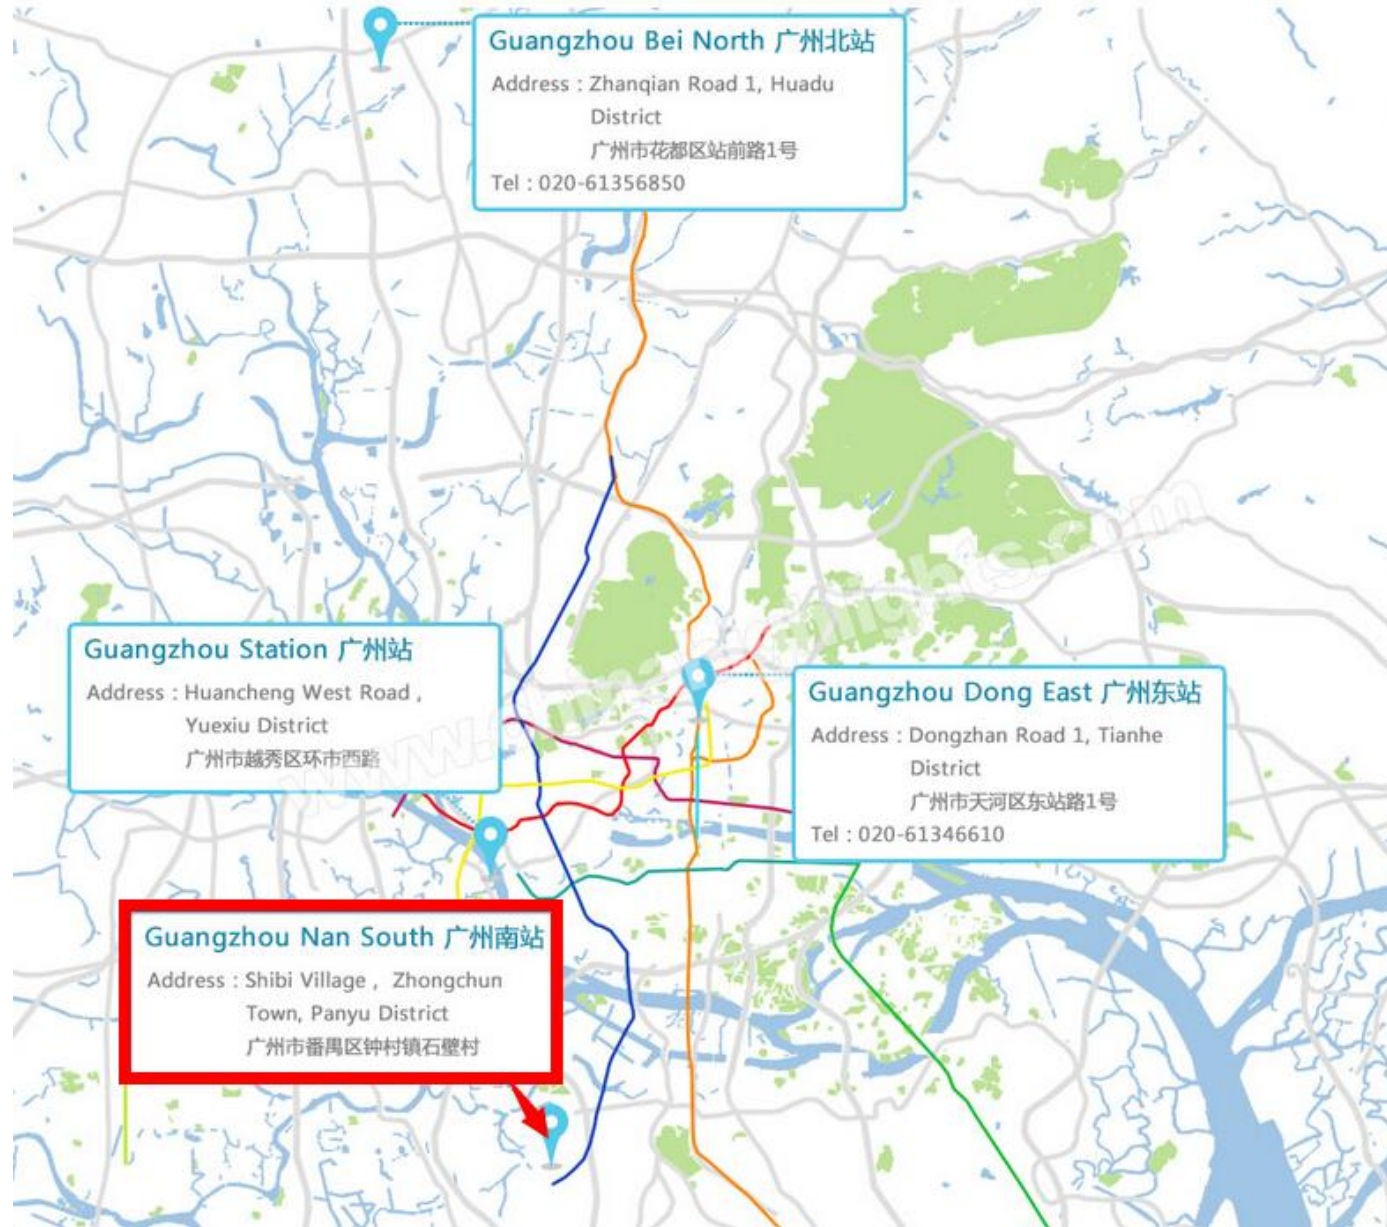 Guangzhou Bei North 广州北站
Address : Zhanqian Road 1, Huadu
District
广州市花都区站前路1号
Tel : 020-61356850
Guangzhou Station 广州站
Address : Huancheng West Road ,
Yuexiu District
广州市越秀区环市西路
Guangzhou Dong East 广州东站
Address : Dongzhan Road 1, Tianhe
District
广州市天河区东站路1号
Tel : 020-61346610
Guangzhou Nan South 广州南站
Address : Shibi Village , Zhongchun
Town, Panyu District
广州市番禺区钟村镇石壁村